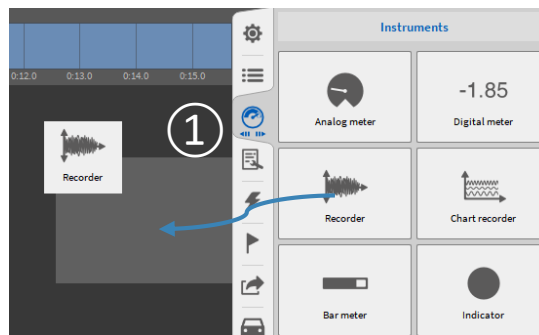 Instruments
0:12.0 0:13.0 0:14.0 0:15.0
1
-1.85
Analog meter
Digital meter
Recorder
Recorder
Chart recorder
Bar meter
Indicator